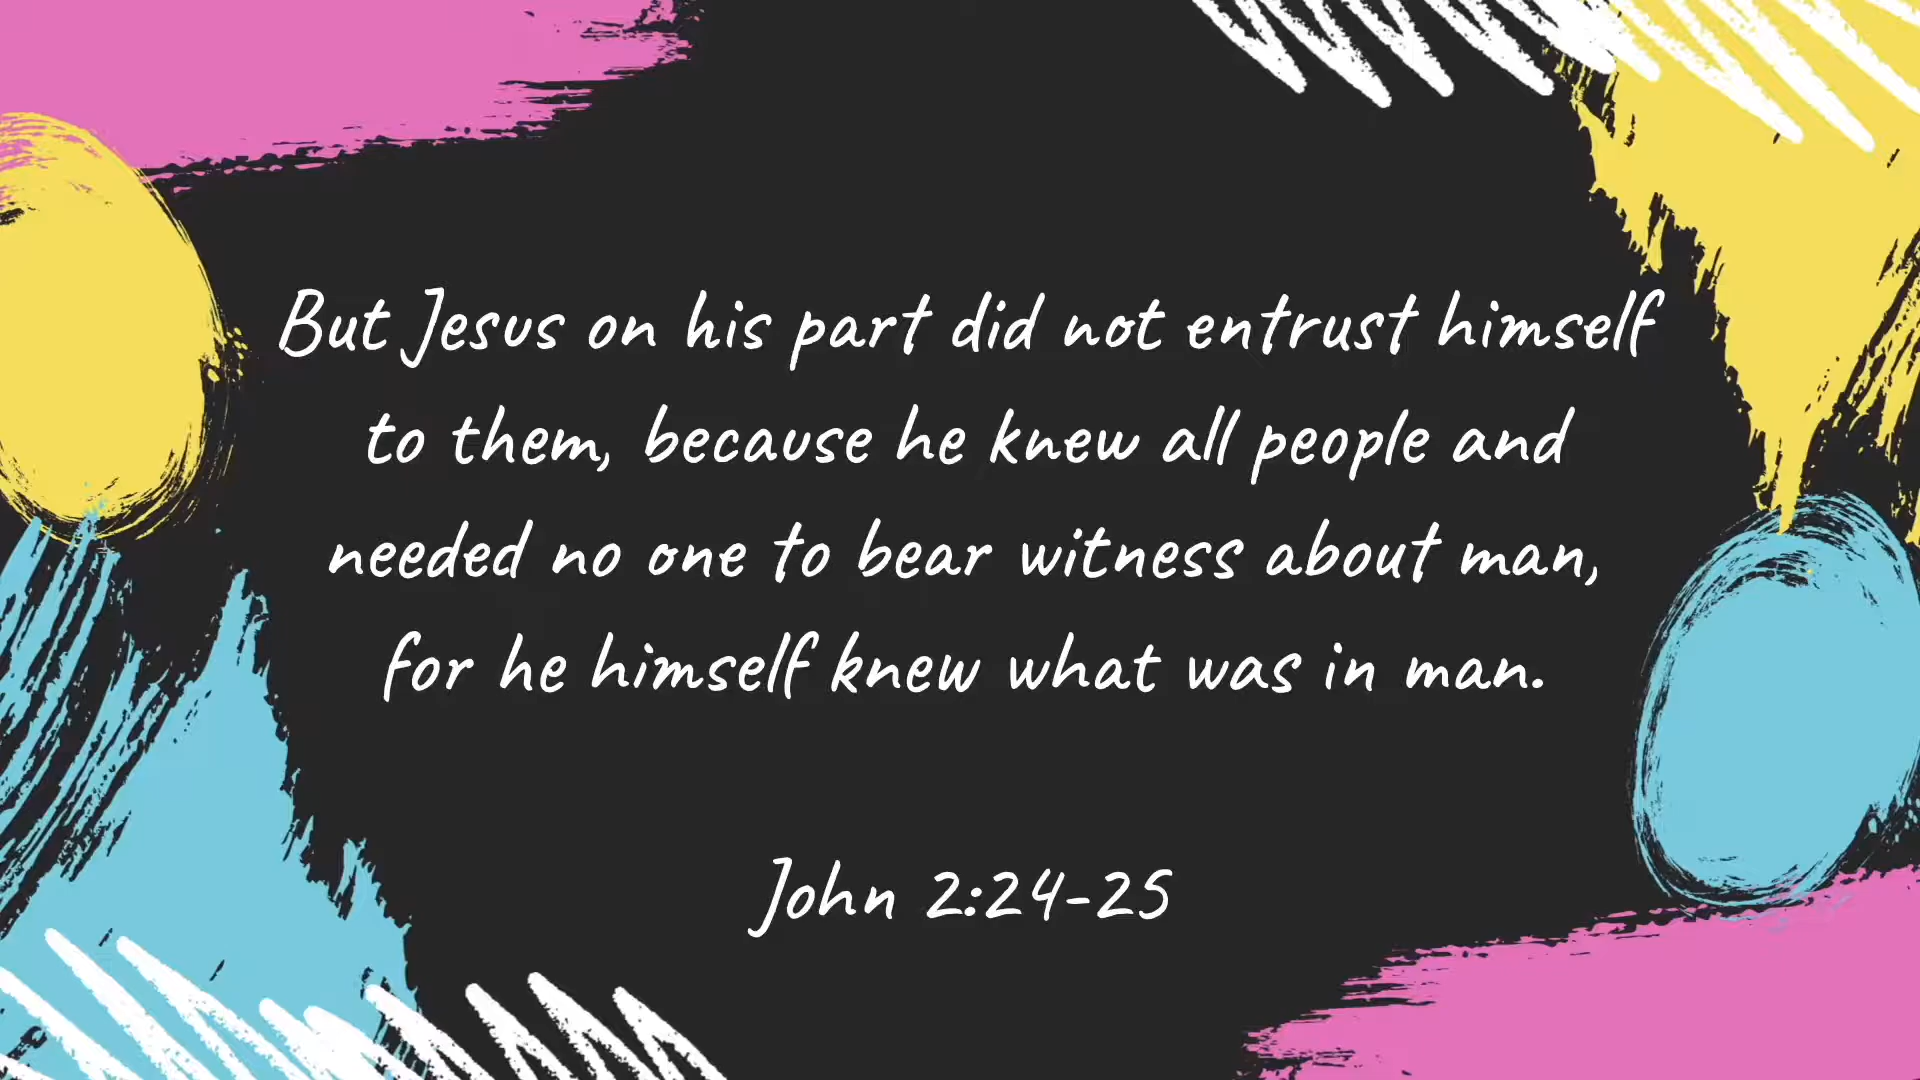 But Jesus on his part did not entrust himself
to them, because he knew all people and
needed no one to bear witness about man,
for he himself knew what was in man.
John 2:24-25